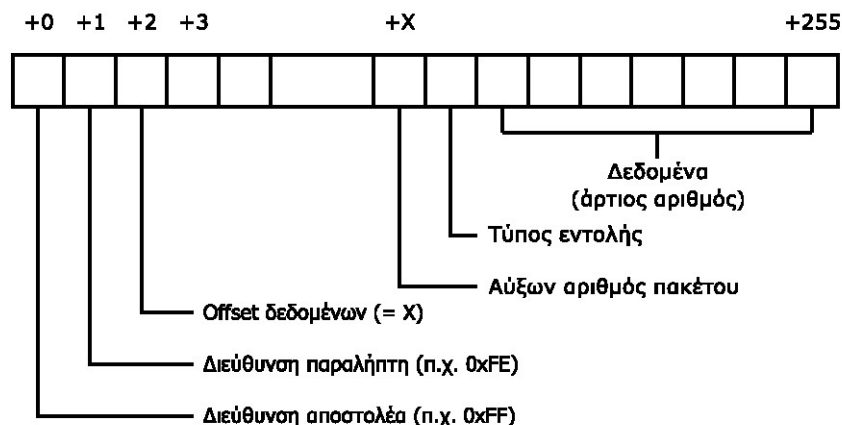 +0 +1 +2 +3 +X +255
Δεδομένα
(άρτιος αριθμός)
Τύπος εντολής
Αύξων αριθμός πακέτου
Offset δεδομένων (= X)
Διεύθυνση παραλήπτη (π.χ. 0xFE)
Διεύθυνση αποστολέα (π.χ. 0xFF)